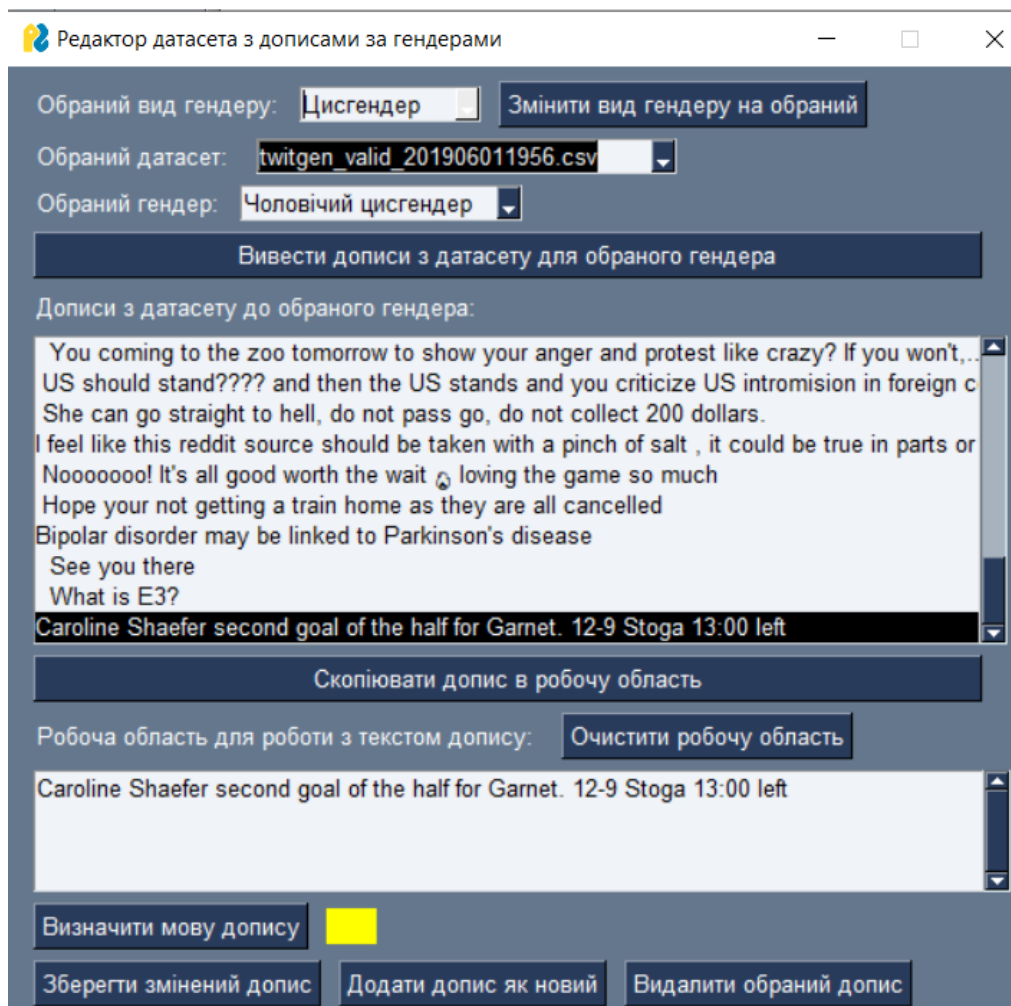 Редактор датасета з дописами за гендерами
Обраний вид гендеру: Цисгендер Змінити вид гендеру на обраний
Обраний датасет: twitgen_valid_201906011956.csv
Обраний гендер: Чоловічий цисгендер
Вивести дописи з датасету для обраного гендера
Дописи з датасету до обраного гендера:
You coming to the zoo tomorrow to show your anger and protest like crazy? If you won't,...
US should stand???? and then the US stands and you criticize US intromision in foreign c
She can go straight to hell, do not pass go, do not collect 200 dollars.
I feel like this reddit source should be taken with a pinch of salt , it could be true in parts or
Nooooooo! It's all good worth the wait loving the game so much
Hope your not getting a train home as they are all cancelled
Bipolar disorder may be linked to Parkinson's disease
See you there
What is E3?
Caroline Shaefer second goal of the half for Garnet. 12-9 Stoga 13:00 left
Скопіювати допис в робочу область
Робоча область для роботи з текстом допису: Очистити робочу область
Caroline Shaefer second goal of the half for Garnet. 12-9 Stoga 13:00 left
Визначити мову допису
Зберегти змінений допис Додати допис як новий Видалити обраний допис